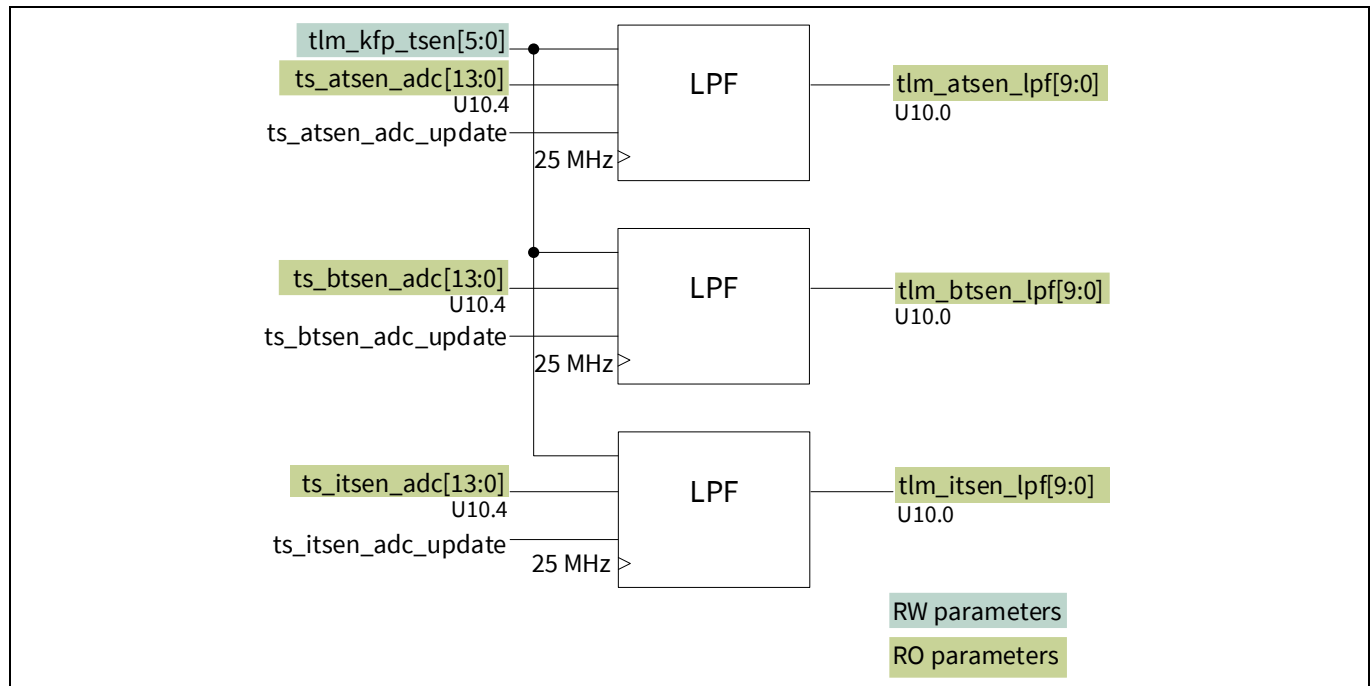 tlm_kfp_tsen[5:0]
ts_atsen_adc[13:0]
U10.4
ts_atsen_adc_update
25 MHz
LPF
tlm_atsen_lpf[9:0]
U10.0
ts_btsen_adc[13:0]
U10.4
ts_btsen_adc_update
25 MHz
LPF
tlm_btsen_lpf[9:0]
U10.0
ts_itsen_adc[13:0]
U10.4
ts_itsen_adc_update
25 MHz
LPF
tlm_itsen_lpf[9:0]
U10.0
RW parameters
RO parameters